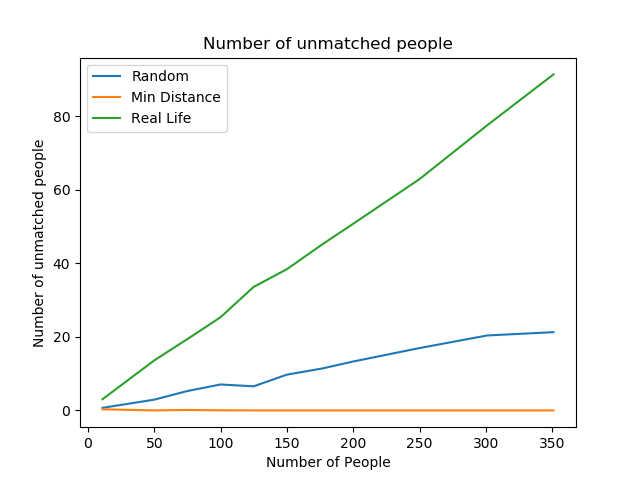 Number of unmatched people
Random
Min Distance
Real Life
80
60
40
20
0
Number of unmatched people
0 50 100 150 200 250 300 350
Number of People